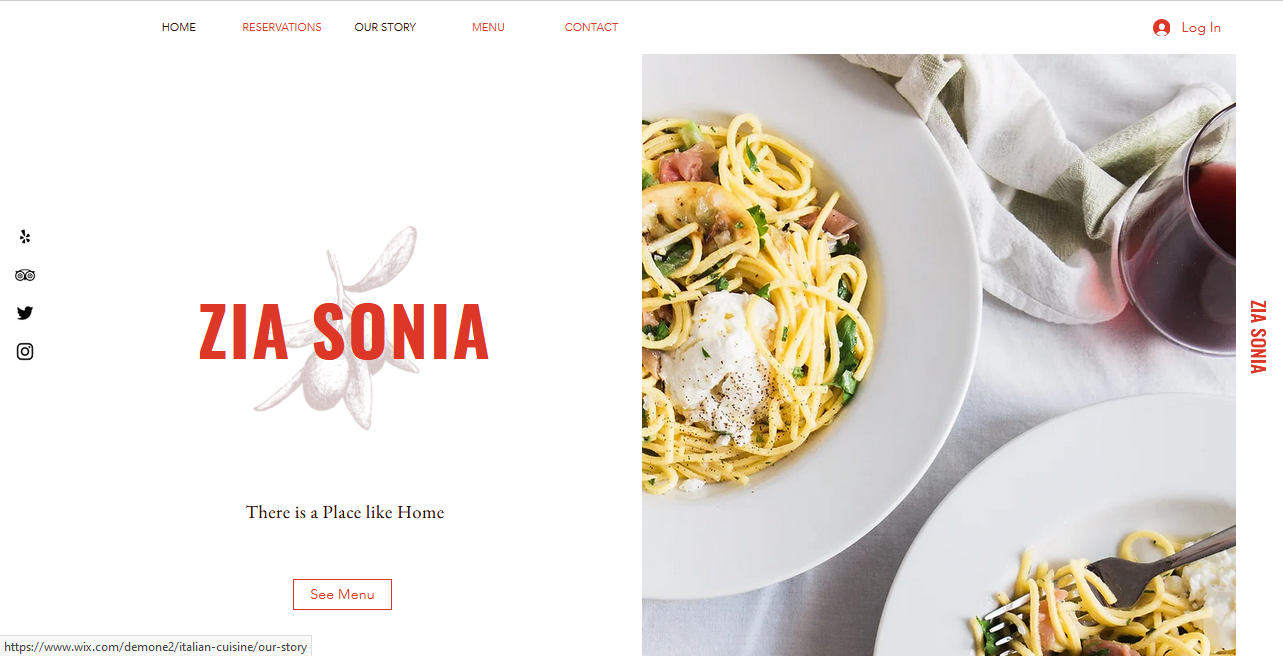 HOME RESERVATIONS OUR STORY MENU CONTACT Log In
ZIA SONIA
ZIA SONIA
There is a Place like Home
See Menu
https://www.wix.com/demone2/italian-cuisine/our-story